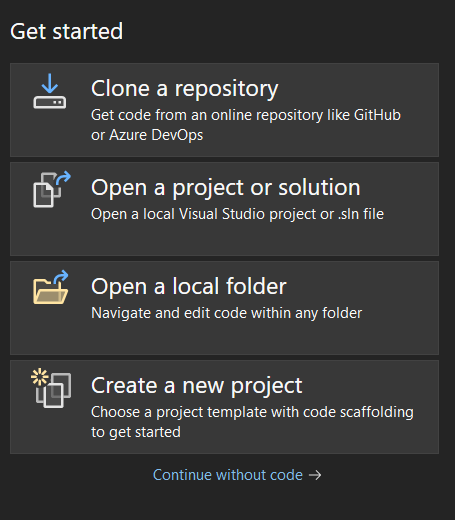 Get started
Clone a repository
Get code from an online repository like GitHub
or Azure DevOps
Open a project or solution
Open a local Visual Studio project or .sln file
Open a local folder
Navigate and edit code within any folder
Create a new project
Choose a project template with code scaffolding
to get started
Continue without code →